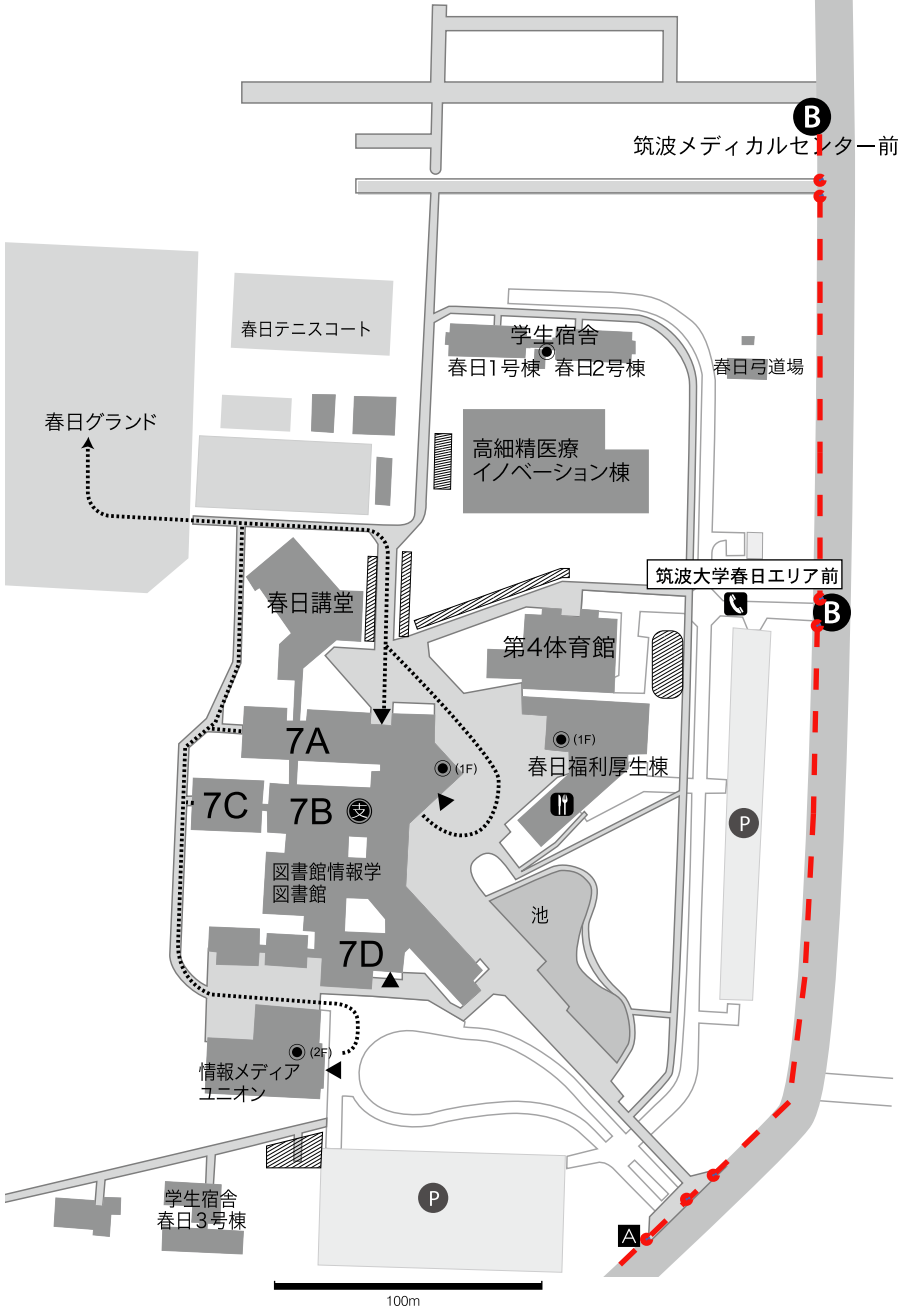 B
筑波メディカルセンター前
春日テニスコート
学生宿舎
春日1号棟
春日2号棟
春日弓道場
春日グランド
高細精医療
イノベーション棟
筑波大学春日エリア前
B
春日講堂
第4体育館
7A
(1F)
(1F)
春日福利厚生棟
7C
7B
支
P
図書館情報学
図書館
池
7D
(2F)
情報メディア
ユニオン
学生宿舎
春日3号棟
P
A
100m